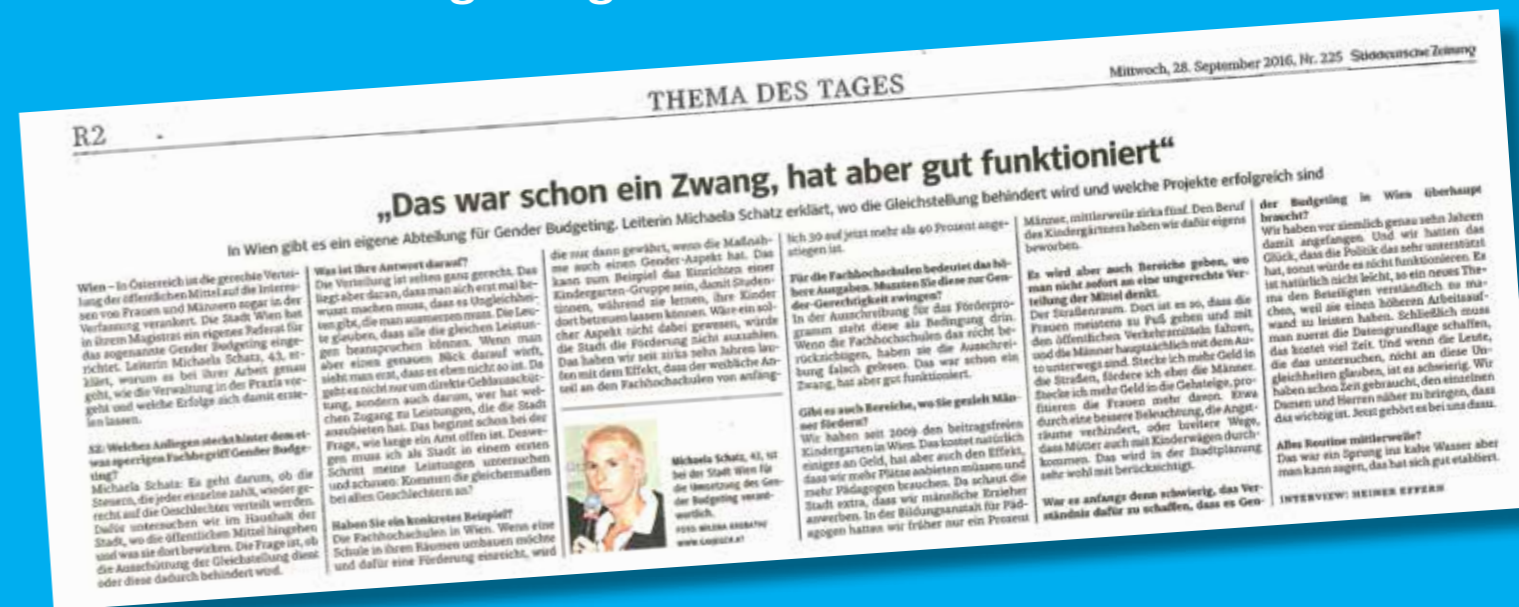 R2
THEMA DES TAGES
Mittwoch, 28. September 2016, Nr. 225 Süddeutsche Zeitung
„Das war schon ein Zwang, hat aber gut funktioniert“
In Wien gibt es ein eigene Abteilung für Gender Budgeting. Leiterin Michaela Schatz erklärt, wo die Gleichstellung behindert wird und welche Projekte erfolgreich sind
Wien – In Österreich ist die gerechte Vertei-
lung der öffentlichen Mittel auf die Interes-
sen von Frauen und Männern sogar in der
Verfassung verankert. Die Stadt Wien hat
in ihrem Magistrat ein eigenes Referat für
das sogenannte Gender Budgeting einge-
richtet. Leiterin Michaela Schatz, 43, er-
klärt, worum es bei ihrer Arbeit genau
geht, wie die Verwaltung in der Praxis vor-
geht und welche Erfolge sich damit erzie-
len lassen.
SZ: Welches Anliegen steckt hinter dem et-
was sperrigen Fachbegriff Gender Budge-
ting?
Michaela Schatz: Es geht darum, ob die
Steuern, die jeder einzelne zahlt, wieder ge-
recht auf die Geschlechter verteilt werden.
Dafür untersuchen wir im Haushalt der
Stadt, wo die öffentlichen Mittel hingehen
und was sie dort bewirken. Die Frage ist, ob
die Ausschüttung der Gleichstellung dient
oder diese dadurch behindert wird.
Was ist Ihre Antwort darauf?
Die Verteilung ist selten ganz gerecht. Das
liegt aber daran, dass man sich erst mal be-
wusst machen muss, dass es Ungleichhei-
ten gibt, die man ausmerzen muss. Die Leu-
te glauben, dass alle die gleichen Leistun-
gen beanspruchen können. Wenn man
aber einen genauen Blick darauf wirft,
sieht man erst, dass es eben nicht so ist. Da
geht es nicht nur um direkte Geldausschüt-
tung, sondern auch darum, wer hat wel-
chen Zugang zu Leistungen, die die Stadt
anzubieten hat. Das beginnt schon bei der
Frage, wie lange ein Amt offen ist. Deswe-
gen muss ich als Stadt in einem ersten
Schritt meine Leistungen untersuchen
und schauen: Kommen die gleichermaßen
bei allen Geschlechtern an?
Haben Sie ein konkretes Beispiel?
Die Fachhochschulen in Wien. Wenn eine
Schule in ihren Räumen umbauen möchte
und dafür eine Förderung einreicht, wird
die nur dann gewährt, wenn die Maßnah-
me auch einen Gender-Aspekt hat. Das
kann zum Beispiel das Einrichten einer
Kindergarten-Gruppe sein, damit Studen-
tinnen, während sie lernen, ihre Kinder
dort betreuen lassen können. Wäre ein sol-
cher Aspekt nicht dabei gewesen, würde
die Stadt die Förderung nicht auszahlen.
Das haben wir seit zirka zehn Jahren lau-
fen mit dem Effekt, dass der weibliche An-
teil an den Fachhochschulen von anfäng-
Michaela Schatz, 43, ist
bei der Stadt Wien für
die Umsetzung des Gen-
der Budgeting verant-
wortlich.
FOTO: MILENA
lich 30 auf jetzt mehr als 40 Prozent ange-
stiegen ist.
Für die Fachhochschulen bedeutet das hö-
here Ausgaben. Mussten Sie diese zur Gen-
der-Gerechtigkeit zwingen?
In der Ausschreibung für das Förderpro-
gramm steht diese als Bedingung drin.
Wenn die Fachhochschulen das nicht be-
rücksichtigen, haben sie die Ausschrei-
bung falsch gelesen. Das war schon ein
Zwang, hat aber gut funktioniert.
Gibt es auch Bereiche, wo Sie gezielt Män-
ner fördern?
Wir haben seit 2009 den beitragsfreien
Kindergarten in Wien. Das kostet natürlich
einiges an Geld, hat aber auch den Effekt,
dass wir mehr Plätze anbieten müssen und
mehr Pädagogen brauchen. Da schaut die
Stadt extra, dass wir männliche Erzieher
anwerben. In der Bildungsanstalt für Päd-
agogen hatten wir früher nur ein Prozent
Männer, mittlerweile zirka fünf. Den Beruf
des Kindergärtners haben wir dafür eigens
beworben.
Es wird aber auch Bereiche geben, wo
man nicht sofort an eine ungerechte Ver-
teilung der Mittel denkt.
Der Straßenraum. Dort ist es so, dass die
Frauen meistens zu Fuß gehen und mit
den öffentlichen Verkehrsmitteln fahren,
und die Männer hauptsächlich mit dem Au-
to unterwegs sind. Stecke ich mehr Geld in
die Straßen, fördere ich eher die Männer.
Stecke ich mehr Geld in die Gehsteige, pro-
fitieren die Frauen mehr davon. Etwa
durch eine bessere Beleuchtung, die Angst-
räume verhindert, oder breitere Wege,
dass Mütter auch mit Kinderwägen durch-
kommen. Das wird in der Stadtplanung
sehr wohl mit berücksichtigt.
War es anfangs denn schwierig, das Ver-
ständnis dafür zu schaffen, dass es Gen-
der Budgeting in Wien überhaupt
braucht?
Wir haben vor ziemlich genau zehn Jahren
damit angefangen. Und wir hatten das
Glück, dass die Politik das sehr unterstützt
hat, sonst würde es nicht funktionieren. Es
ist natürlich nicht leicht, so ein neues The-
ma den Beteiligten verständlich zu ma-
chen, weil sie einen höheren Arbeitsauf-
wand zu leisten haben. Schließlich muss
man zuerst die Datengrundlage schaffen,
das kostet viel Zeit. Und wenn die Leute,
die das untersuchen, nicht an diese Un-
gleichheiten glauben, ist es schwierig. Wir
haben schon Zeit gebraucht, den einzelnen
Damen und Herren näher zu bringen, dass
das wichtig ist. Jetzt gehört es bei uns dazu.
Alles Routine mittlerweile?
Das war ein Sprung ins kalte Wasser aber
man kann sagen, das hat sich gut etabliert.
INTERVIEW: HEINER EFFERN